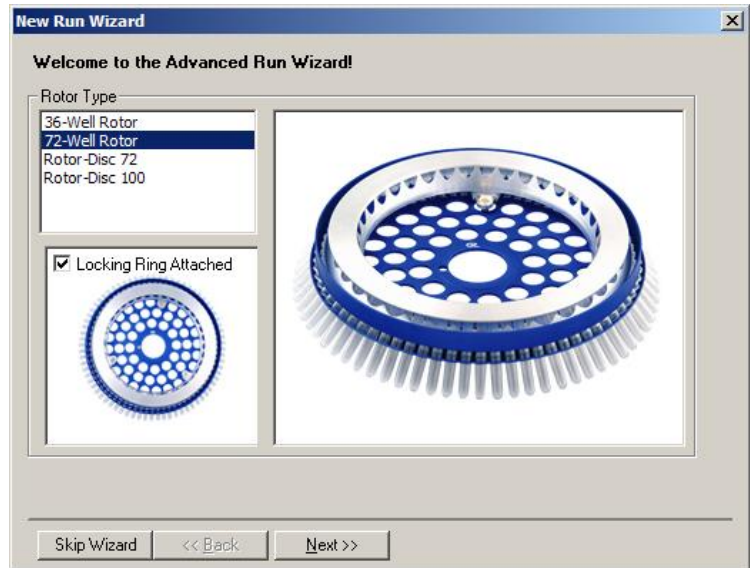 New Run Wizard
Welcome to the Advanced Run Wizard!
Rotor Type
36-Well Rotor
72-Well Rotor
Rotor-Disc 72
Rotor-Disc 100
Locking Ring Attached
Skip Wizard
<< Back
Next >>